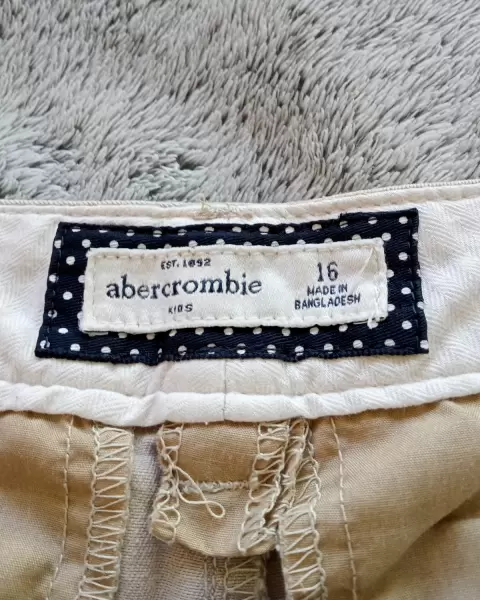 EST. 1892
abercrombie
KIDS
16
MADE IN
BANGLADESH